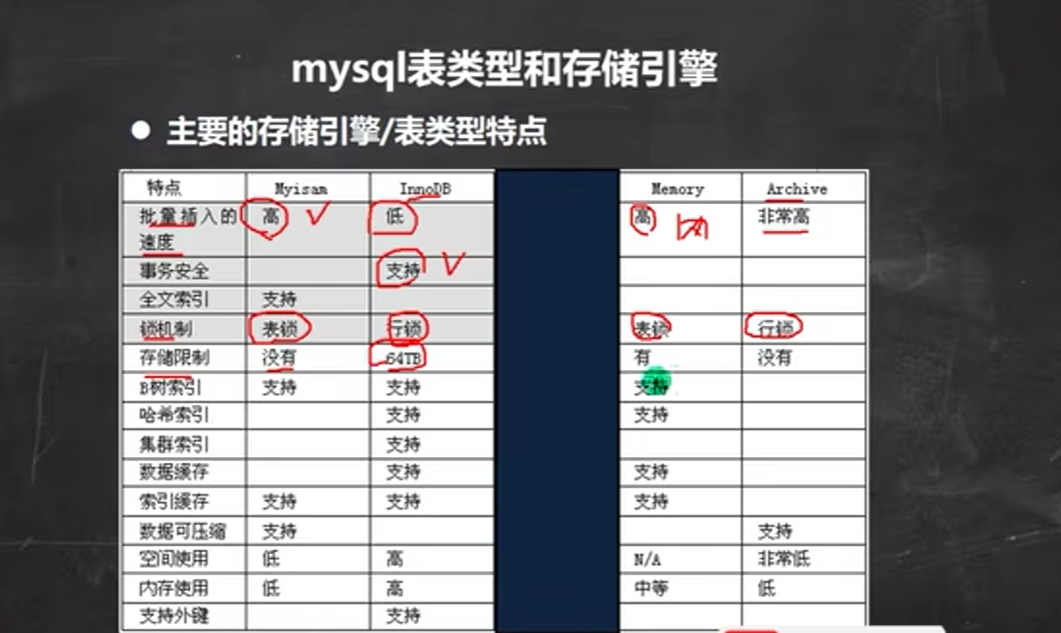 mysql表类型和存储引擎
● 主要的存储引擎/表类型特点
特点 Myisam InnoDB Memory Archive
批量插入的速度 高 低 高 非常高
事务安全 支持
全文索引 支持
锁机制 表锁 行锁 表锁 行锁
存储限制 没有 64TB 有 没有
B树索引 支持 支持 支持
哈希索引 支持 支持
集群索引 支持
数据缓存 支持 支持
索引缓存 支持 支持 支持
数据可压缩 支持 支持
空间使用 低 高 N/A 非常低
内存使用 低 高 中等 低
支持外键 支持